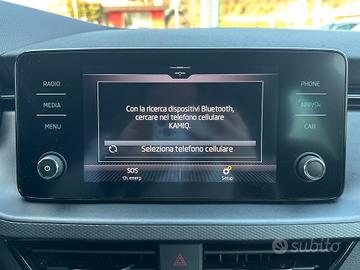 RADIO
MEDIA
MENU
Con la ricerca dispositivi Bluetooth,
cercare nel telefono cellulare
KAMIQ.
Seleziona telefono cellulare
SOS
Ch. emerg.
Setup
PHONE
CAR
subito